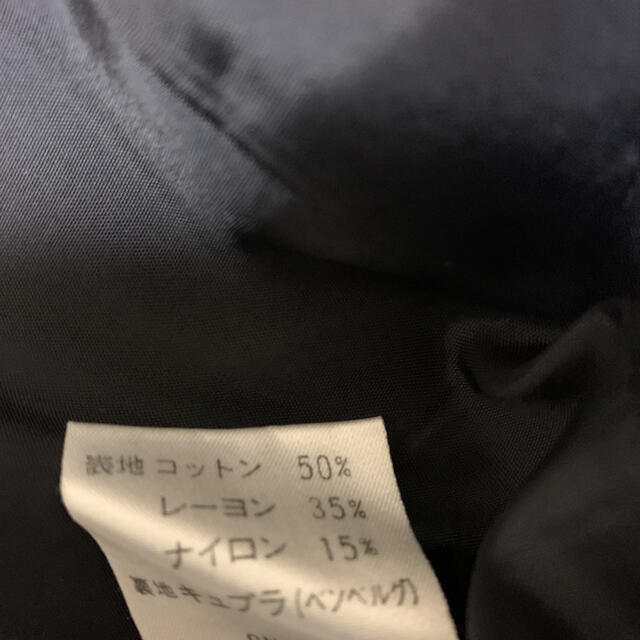 表地 コットン 50%
レーヨン 35%
ナイロン 15%
裏地キュプラ(ベンベルグ)